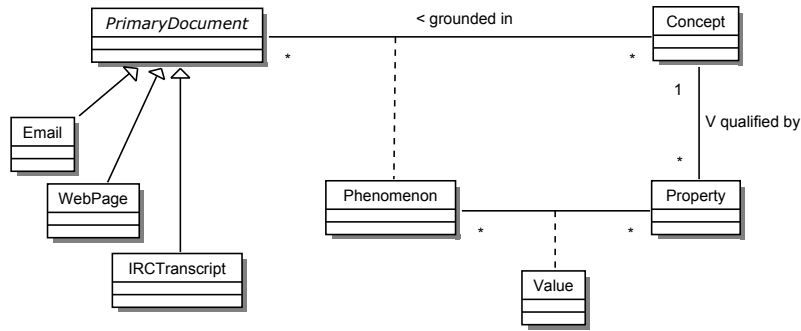 PrimaryDocument
< grounded in
Concept
*
*
1
V qualified by
Email
*
WebPage
Phenomenon
Property
*
*
IRCTranscript
Value